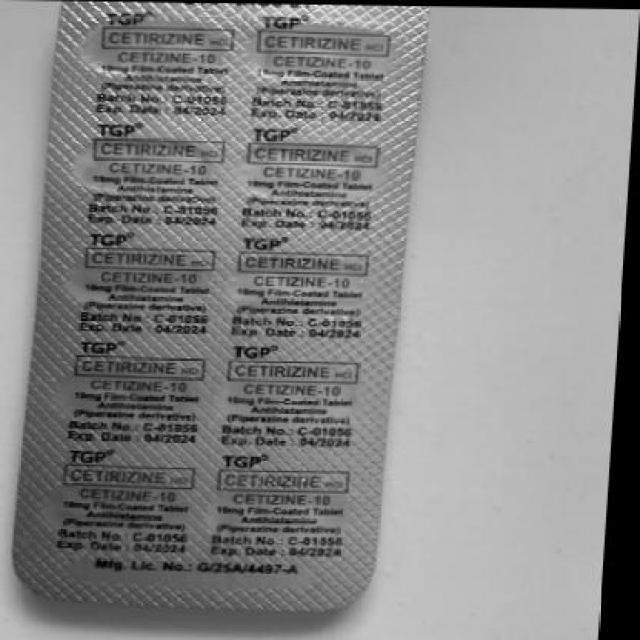 TGP
CETIRIZINE HCl
CETIZINE-10
10mg Film-Coated Tablet
Antihistamine
(Piperazine derivative)
Batch No. : C-01056
Exp. Date : 04/2024
TGP
CETIRIZINE HCl
CETIZINE-10
10mg Film-Coated Tablet
Antihistamine
(Piperazine derivative)
Batch No. : C-01056
Exp. Date : 04/2024
TGP
CETIRIZINE HCl
CETIZINE-10
10mg Film-Coated Tablet
Antihistamine
(Piperazine derivative)
Batch No. : C-01056
Exp. Date : 04/2024
TGP
CETIRIZINE HCl
CETIZINE-10
10mg Film-Coated Tablet
Antihistamine
(Piperazine derivative)
Batch No. : C-01056
Exp. Date : 04/2024
TGP
CETIRIZINE HCl
CETIZINE-10
10mg Film-Coated Tablet
Antihistamine
(Piperazine derivative)
Batch No. : C-01056
Exp. Date : 04/2024
TGP
CETIRIZINE HCl
CETIZINE-10
10mg Film-Coated Tablet
Antihistamine
(Piperazine derivative)
Batch No. : C-01056
Exp. Date : 04/2024
TGP
CETIRIZINE HCl
CETIZINE-10
10mg Film-Coated Tablet
Antihistamine
(Piperazine derivative)
Batch No. : C-01056
Exp. Date : 04/2024
TGP
CETIRIZINE HCl
CETIZINE-10
10mg Film-Coated Tablet
Antihistamine
(Piperazine derivative)
Batch No. : C-01056
Exp. Date : 04/2024
TGP
CETIRIZINE HCl
CETIZINE-10
10mg Film-Coated Tablet
Antihistamine
(Piperazine derivative)
Batch No. : C-01056
Exp. Date : 04/2024
TGP
CETIRIZINE HCl
CETIZINE-10
10mg Film-Coated Tablet
Antihistamine
(Piperazine derivative)
Batch No. : C-01056
Exp. Date : 04/2024
Mfg. Lic. No.: G/25A/4497-A